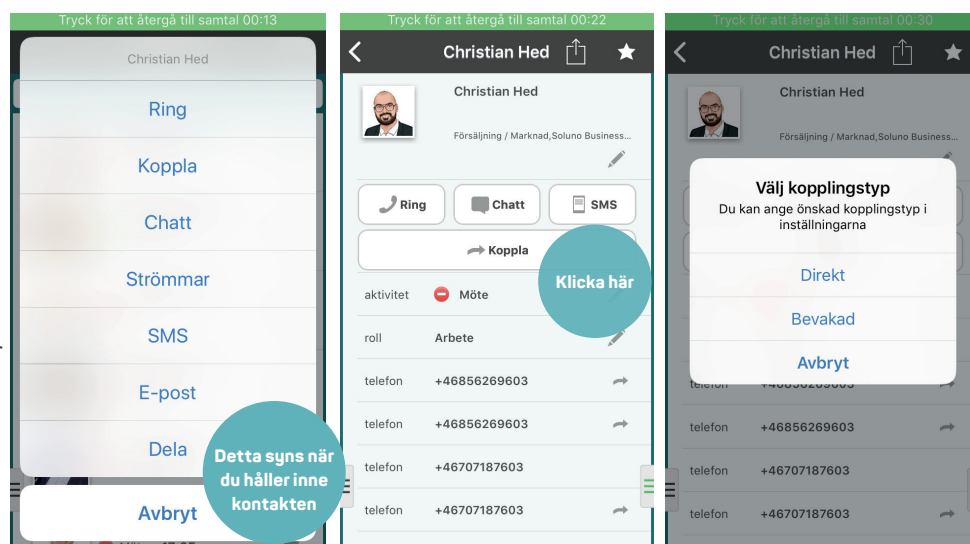 Tryck för att återgå till samtal 00:13
Christian Hed
Ring
Koppla
Chatt
Strömmar
SMS
E-post
Dela
Avbryt
Detta syns när
du håller inne
kontakten
Tryck för att återgå till samtal 00:22
Christian Hed
Christian Hed
Försäljning / Marknad,Soluno Business...
Ring
Chatt
SMS
Koppla
Klicka här
aktivitet Möte
roll Arbete
telefon +46856269603
telefon +46856269603
telefon +46707187603
telefon +46707187603
Tryck för att återgå till samtal 00:30
Christian Hed
Christian Hed
Försäljning / Marknad,Soluno Business...
Välj kopplingstyp
Du kan ange önskad kopplingstyp i
inställningarna
Direkt
Bevakad
Avbryt
telefon +46856269603
telefon +46856269603
telefon +46707187603
telefon +46707187603